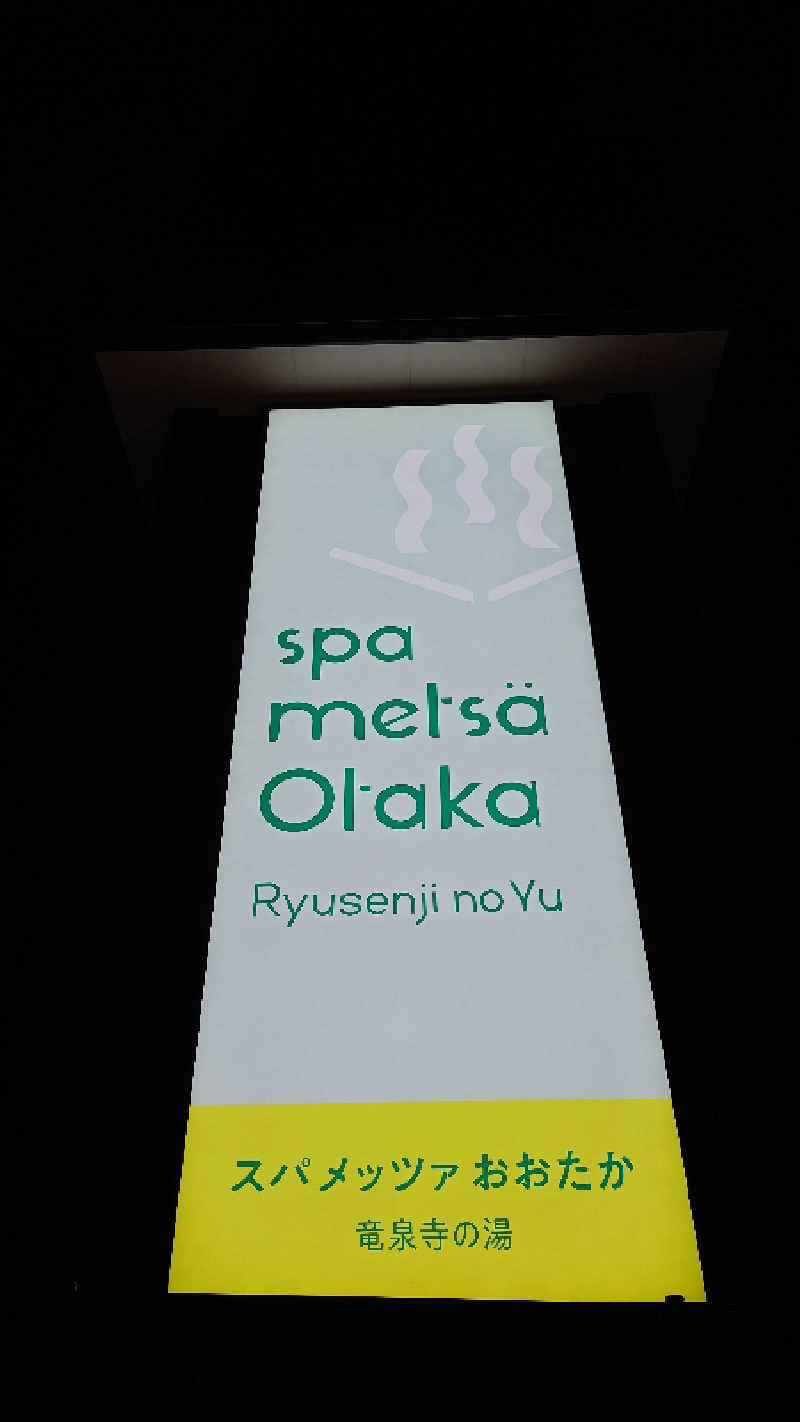 spa
metsä
Otaka
Ryusenji no Yu
スパメッツァ おおたか
竜泉寺の湯